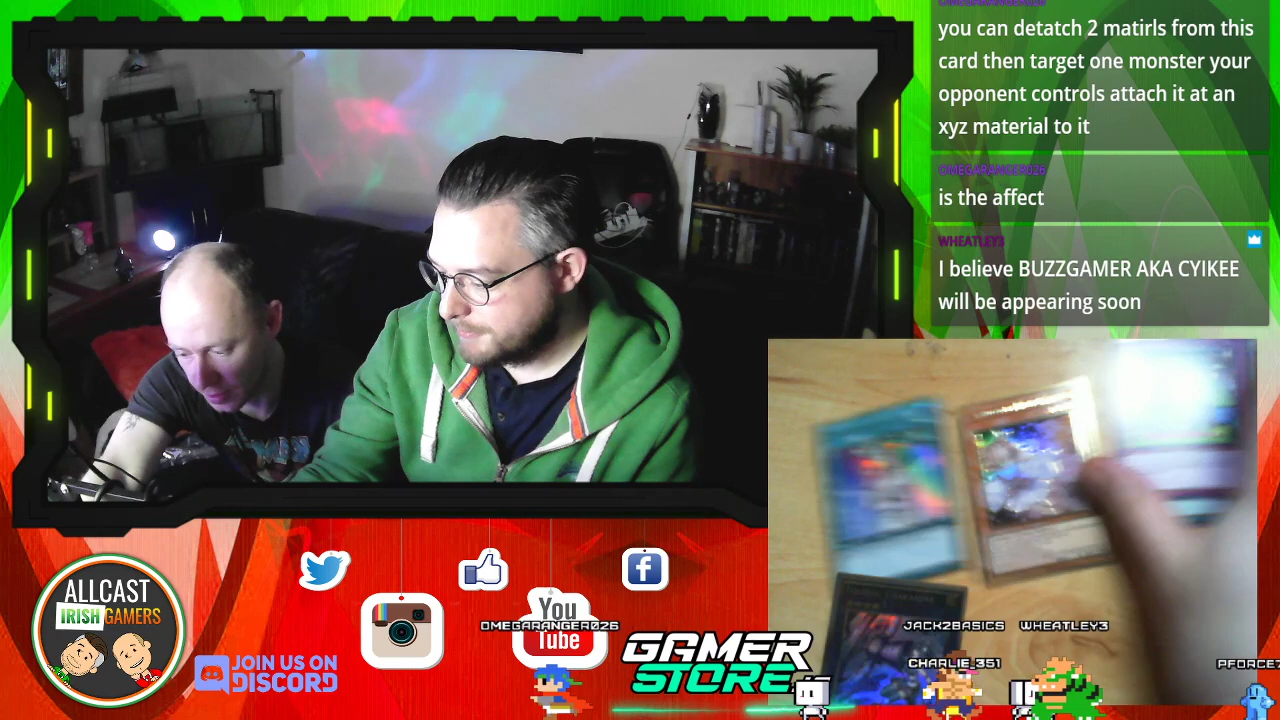 OMEGARANGER026
you can detatch 2 matirls from this
card then target one monster your
opponent controls attach it at an
xyz material to it
OMEGARANGER026
is the affect
WHEATLEY3
I believe BUZZGAMER AKA CYIKEE
will be appearing soon
ALLCAST
IRISH GAMERS
JOIN US ON
DISCORD
You
Tube
OMEGARANGER026
GAMER
STORE
JACK2BASICS
WHEATLEY3
CHARLIE_351
PFORCE7